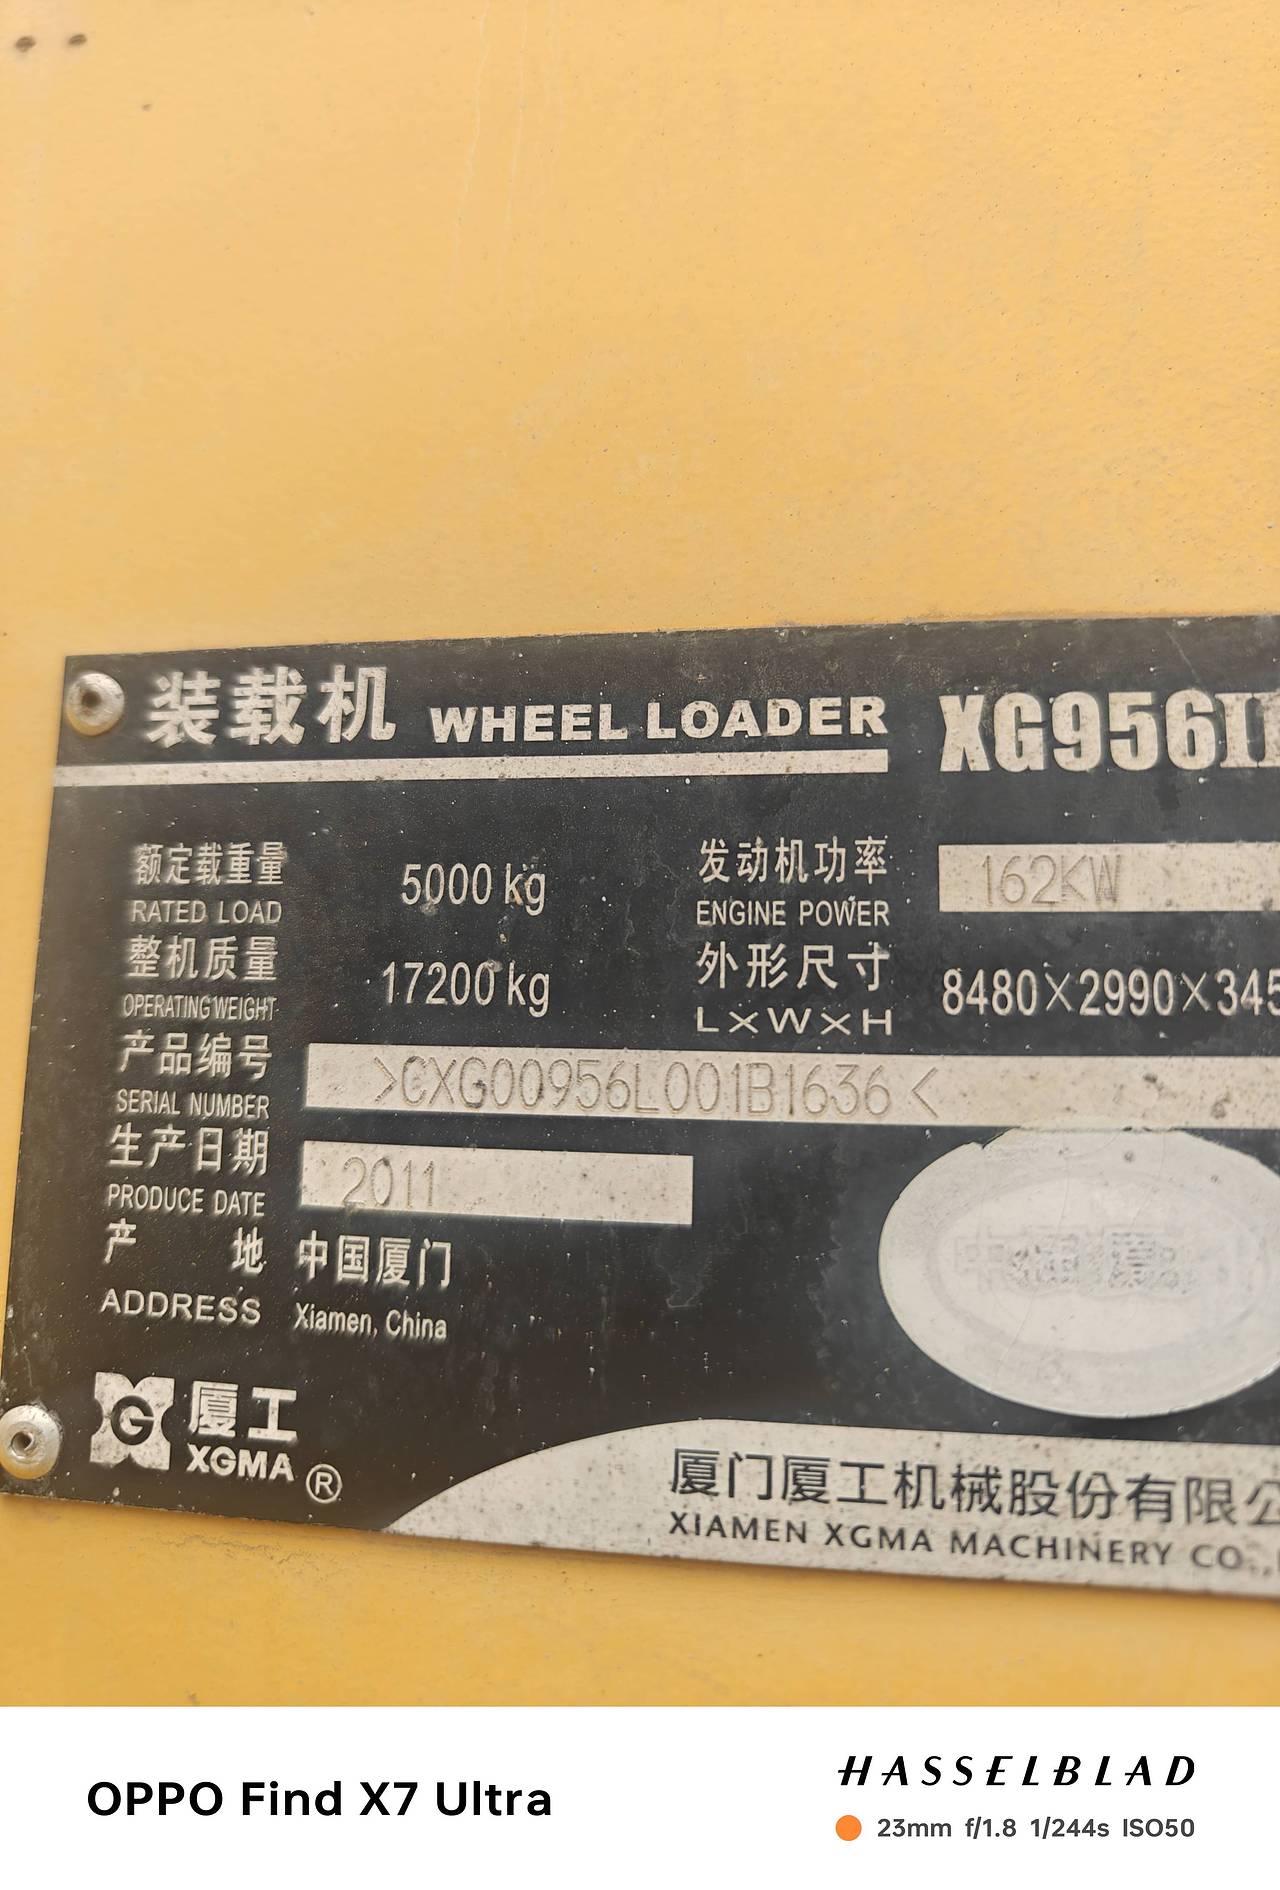 装载机 WHEEL LOADER XG956II
额定载重量 5000 kg
RATED LOAD
整机质量 17200 kg
OPERATING WEIGHT
产品编号 >CXG00956L001B1636<
SERIAL NUMBER
生产日期 2011
PRODUCE DATE
产 地 中国厦门
ADDRESS Xiamen, China
发动机功率 162KW
ENGINE POWER
外形尺寸 8480×2990×345
L×W×H
G 厦工
XGMA ®
厦门厦工机械股份有限公
XIAMEN XGMA MACHINERY CO.,
OPPO Find X7 Ultra
HASSELBLAD
23mm f/1.8 1/244s ISO50